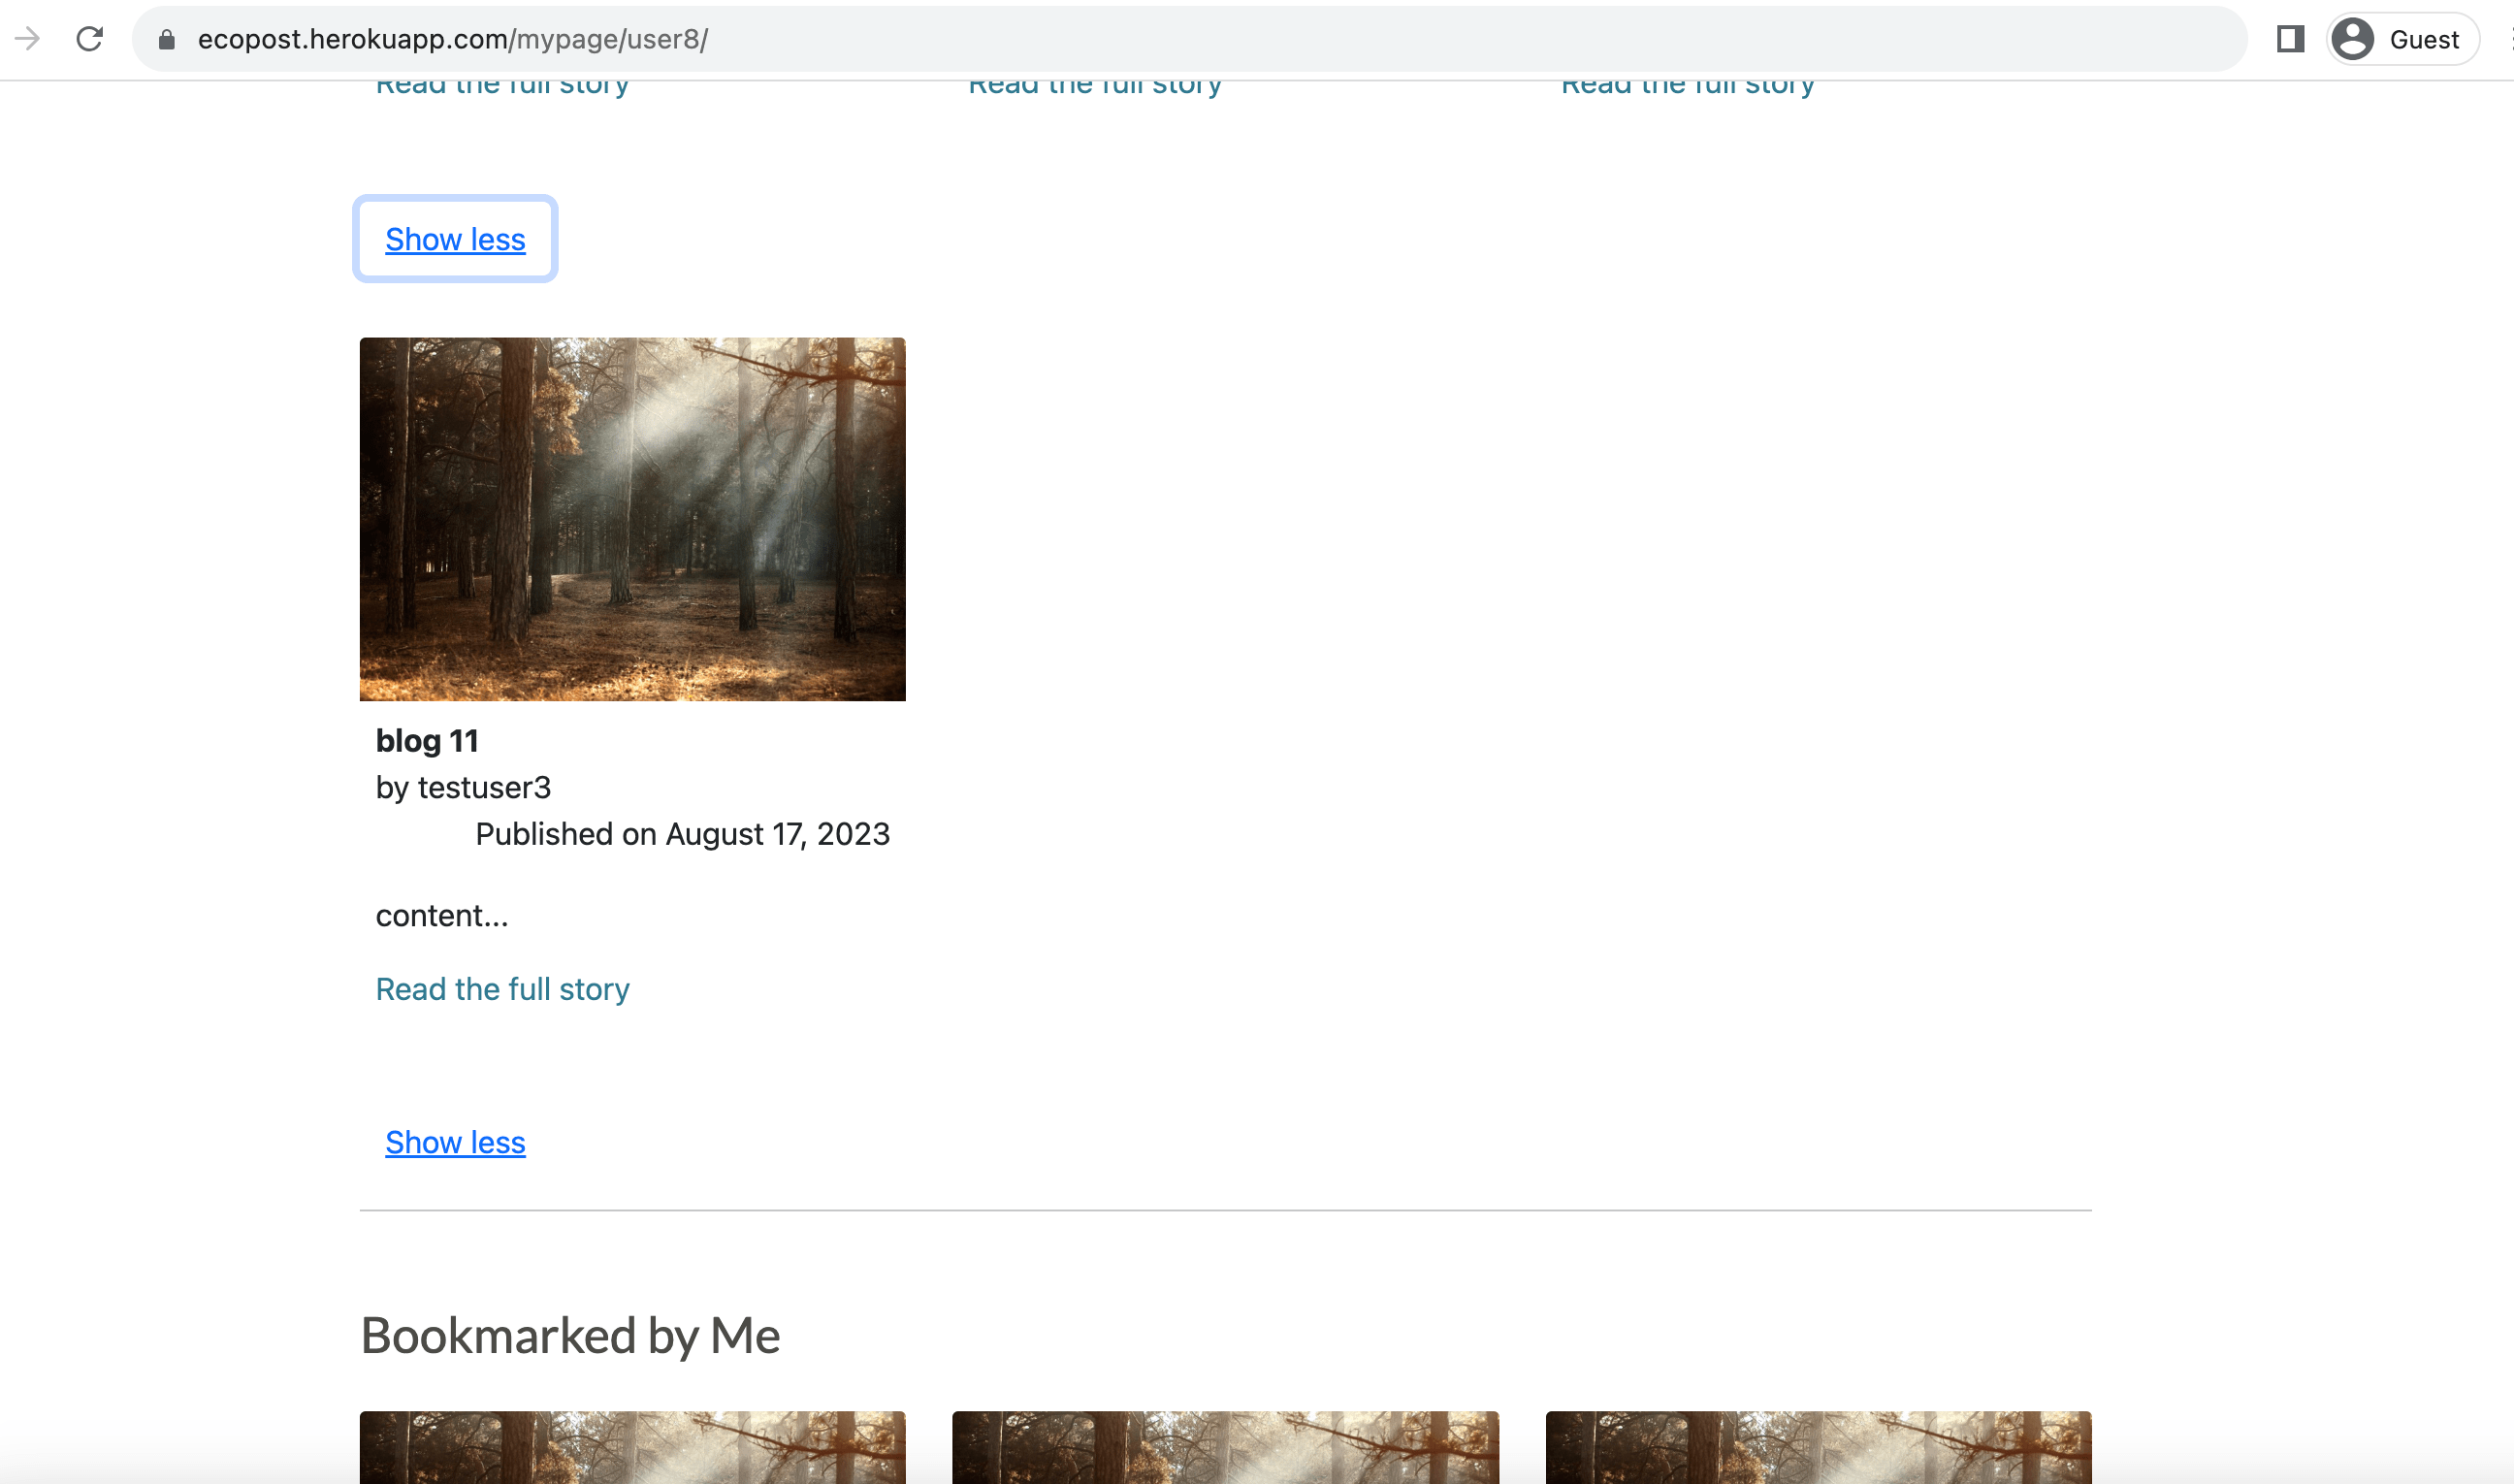 ecopost.herokuapp.com/mypage/user8/
Guest
Read the full story
Read the full story
Read the full story
Show less
blog 11
by testuser3
Published on August 17, 2023
content...
Read the full story
Show less
Bookmarked by Me